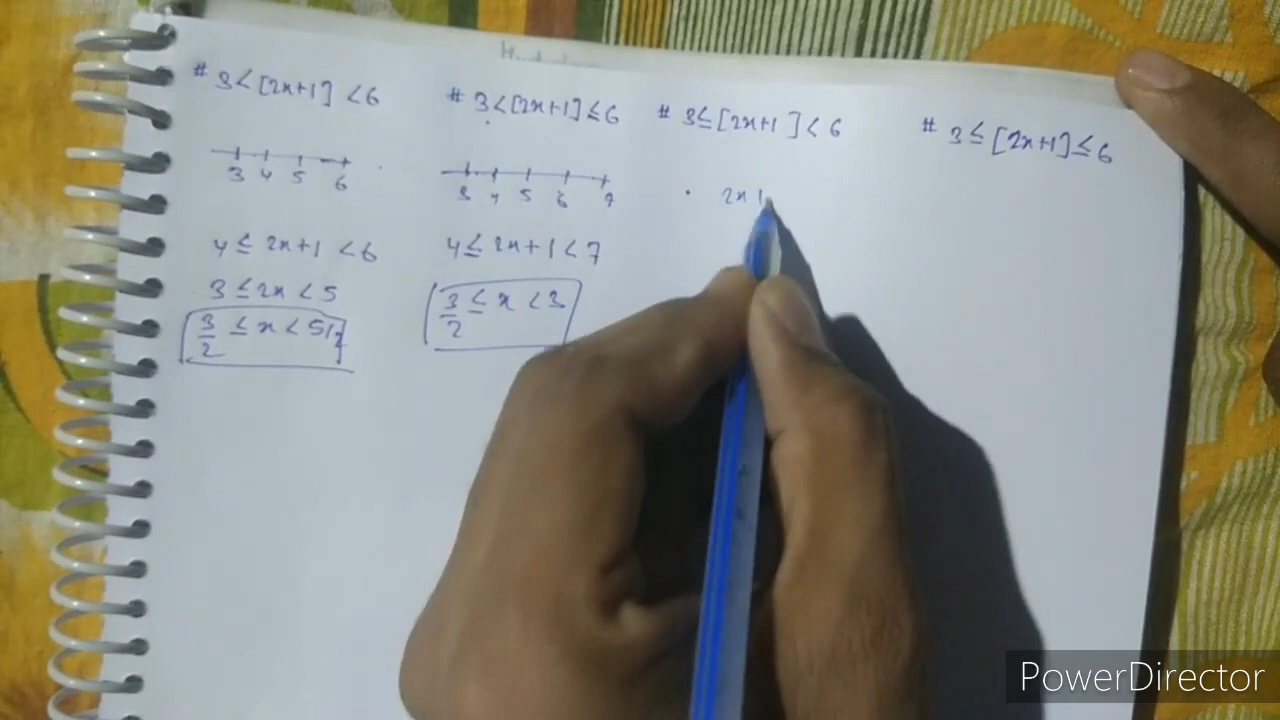 # 3 < [2x+1] < 6
3 4 5 6
4 ≤ 2x+1 < 6
3 ≤ 2x < 5
3/2 ≤ x < 5/2
# 3 < [2x+1] ≤ 6
3 4 5 6 7
4 ≤ 2x+1 < 7
3/2 ≤ x < 3
# 3 ≤ [2x+1] < 6
2x
# 3 ≤ [2x+1] ≤ 6
PowerDirector